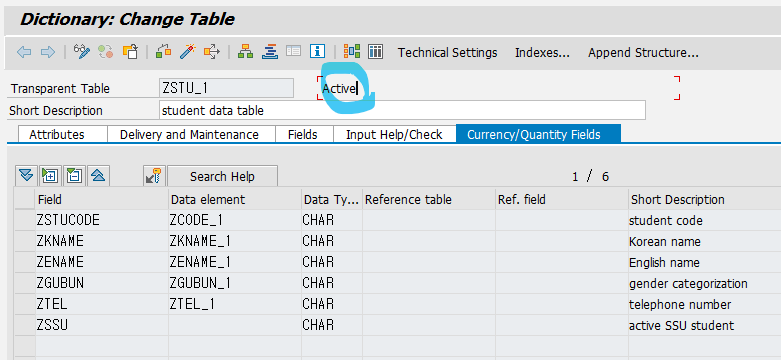 Dictionary: Change Table
Technical Settings Indexes... Append Structure...
Transparent Table ZSTU_1 Active
Short Description student data table
Attributes Delivery and Maintenance Fields Input Help/Check Currency/Quantity Fields
Search Help 1 / 6
Field Data element Data Ty... Reference table Ref. field Short Description
ZSTUCODE ZCODE_1 CHAR student code
ZKNAME ZKNAME_1 CHAR Korean name
ZENAME ZENAME_1 CHAR English name
ZGUBUN ZGUBUN_1 CHAR gender categorization
ZTEL ZTEL_1 CHAR telephone number
ZSSU CHAR active SSU student